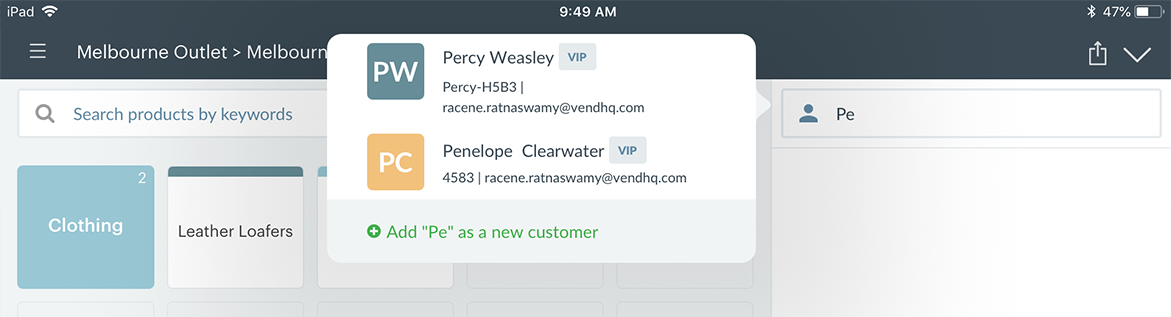 iPad 9:49 AM 47%
Melbourne Outlet > Melbourn
PW Percy Weasley VIP
Percy-H5B3 |
racene.ratnaswamy@vendhq.com
PC Penelope Clearwater VIP
4583 | racene.ratnaswamy@vendhq.com
Add "Pe" as a new customer
Search products by keywords
Pe
2
Clothing
Leather Loafers